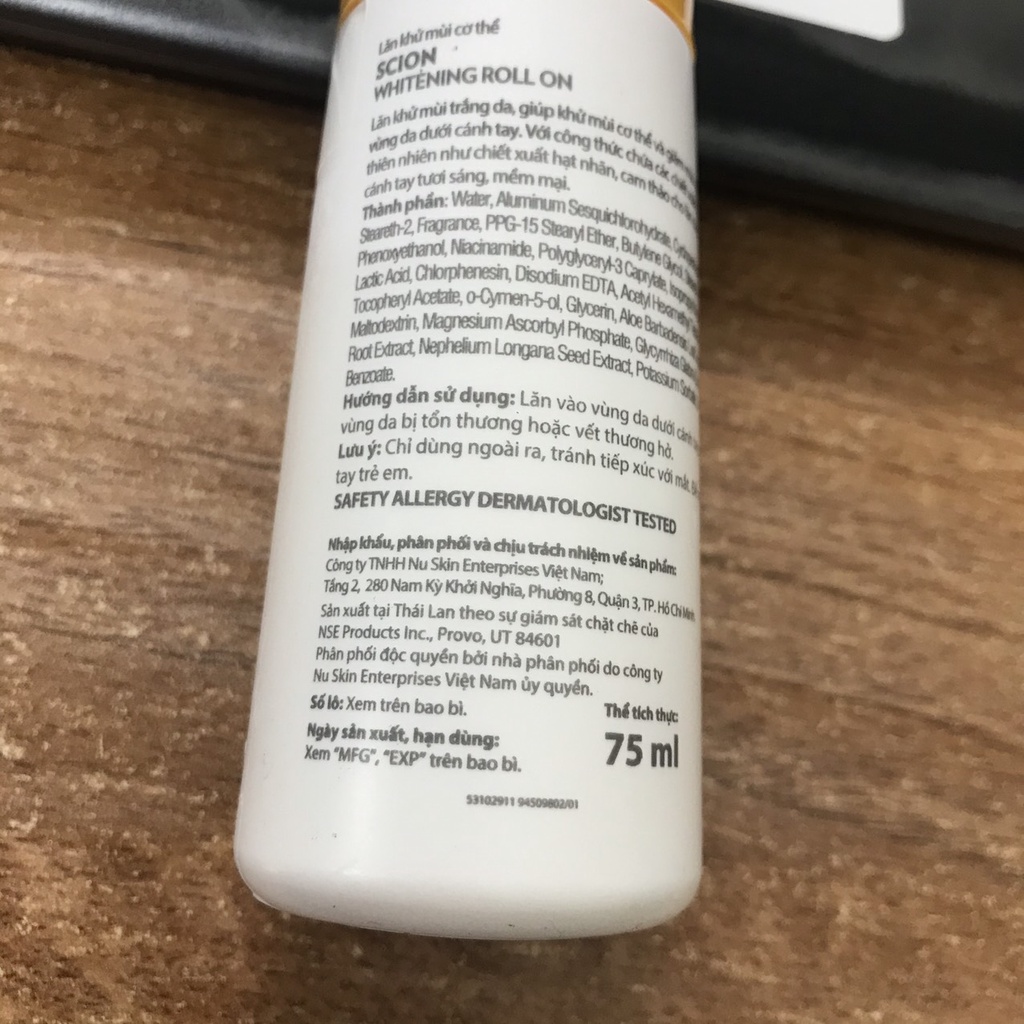 Lăn khử mùi cơ thể
SCION
WHITENING ROLL ON
Lăn khử mùi trắng da, giúp khử mùi cơ thể và giảm
vùng da dưới cánh tay. Với công thức chứa các
thiên nhiên như chiết xuất hạt nhãn, cam thảo cho
cánh tay tươi sáng, mềm mại.
Thành phần: Water, Aluminum Sesquichlorohydrate,
Steareth-2, Fragrance, PPG-15 Stearyl Ether, Butylene Glycol,
Phenoxyethanol, Niacinamide, Polyglyceryl-3 Caprylate,
Lactic Acid, Chlorphenesin, Disodium EDTA, Acetyl
Tocopheryl Acetate, o-Cymen-5-ol, Glycerin, Aloe
Maltodextrin, Magnesium Ascorbyl Phosphate, Glycyrrhiza
Root Extract, Nephelium Longana Seed Extract, Potassium
Benzoate.
Hướng dẫn sử dụng: Lăn vào vùng da dưới cánh
vùng da bị tổn thương hoặc vết thương hở.
Lưu ý: Chỉ dùng ngoài ra, tránh tiếp xúc với mắt.
tay trẻ em.
SAFETY ALLERGY DERMATOLOGIST TESTED
Nhập khẩu, phân phối và chịu trách nhiệm về sản phẩm:
Công ty TNHH Nu Skin Enterprises Việt Nam;
Tầng 2, 280 Nam Kỳ Khởi Nghĩa, Phường 8, Quận 3, TP. Hồ Chí Minh
Sản xuất tại Thái Lan theo sự giám sát chặt chẽ của
NSE Products Inc., Provo, UT 84601
Phân phối độc quyền bởi nhà phân phối do công ty
Nu Skin Enterprises Việt Nam ủy quyền.
Số lô: Xem trên bao bì.
Ngày sản xuất, hạn dùng:
Xem "MFG", "EXP" trên bao bì.
Thể tích thực:
75 ml
53102911 94509802/01